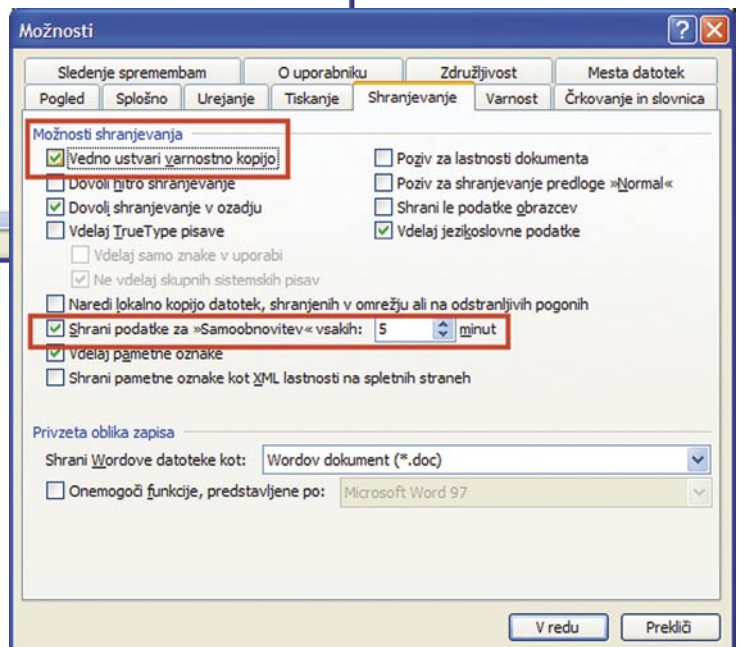 Možnosti
Sledenje spremembam O uporabniku Združljivost Mesta datotek
Pogled Splošno Urejanje Tiskanje Shranjevanje Varnost Črkovanje in slovnica
Možnosti shranjevanja
Vedno ustvari varnostno kopijo
Dovoli hitro shranjevanje
Dovoli shranjevanje v ozadju
Vdelaj TrueType pisave
Vdelaj samo znake v uporabi
Ne vdelaj skupnih sistemskih pisav
Poziv za lastnosti dokumenta
Poziv za shranjevanje predloge »Normal«
Shrani le podatke obrazcev
Vdelaj jezikoslovne podatke
Naredi lokalno kopijo datotek, shranjenih v omrežju ali na odstranljivih pogonih
Shrani podatke za »Samoobnovitev« vsakih: 5 minut
Vdelaj pametne oznake
Shrani pametne oznake kot XML lastnosti na spletnih straneh
Privzeta oblika zapisa
Shrani Wordove datoteke kot: Wordov dokument (*.doc)
Onemogoči funkcije, predstavljene po: Microsoft Word 97
V redu Prekliči